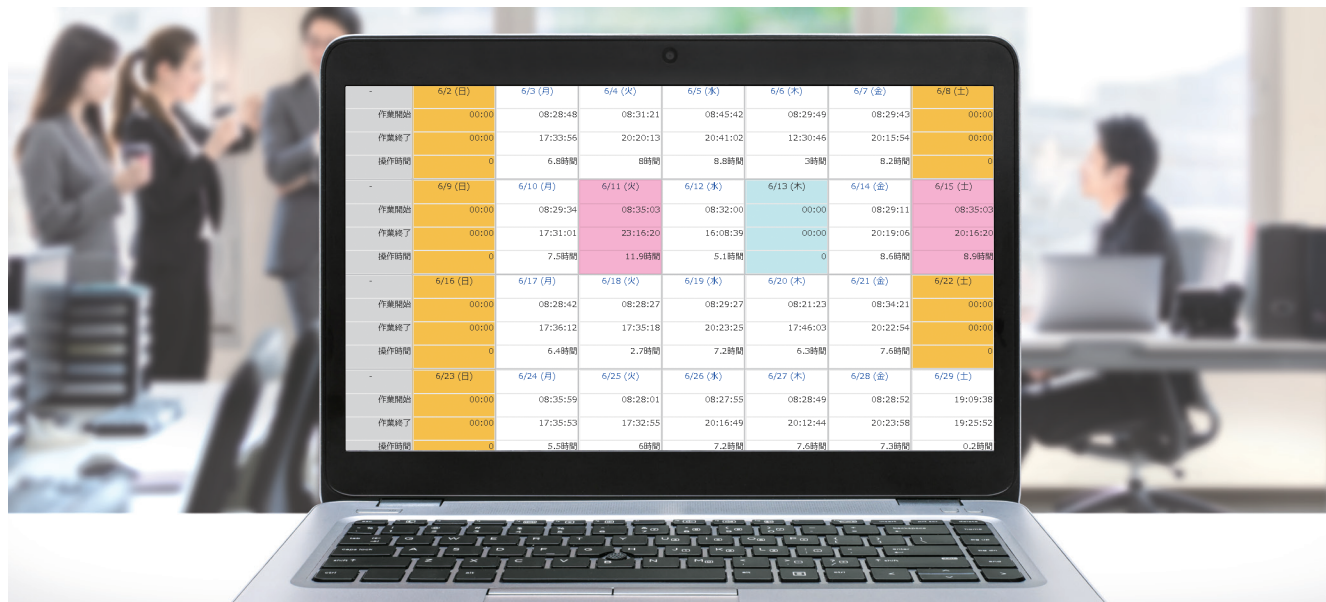 - 6/2 (日) 6/3 (月) 6/4 (火) 6/5 (水) 6/6 (木) 6/7 (金) 6/8 (土)
作業開始 00:00 08:28:48 08:31:21 08:45:42 08:29:49 08:29:43 00:00
作業終了 00:00 17:33:56 20:20:13 20:41:02 12:30:46 20:15:54 00:00
操作時間 0 6.8時間 8時間 8.8時間 3時間 8.2時間 0
- 6/9 (日) 6/10 (月) 6/11 (火) 6/12 (水) 6/13 (木) 6/14 (金) 6/15 (土)
作業開始 00:00 08:29:34 08:35:03 08:32:00 00:00 08:29:11 08:35:03
作業終了 00:00 17:31:01 23:16:20 16:08:39 00:00 20:19:06 20:16:20
操作時間 0 7.5時間 11.9時間 5.1時間 0 8.6時間 8.9時間
- 6/16 (日) 6/17 (月) 6/18 (火) 6/19 (水) 6/20 (木) 6/21 (金) 6/22 (土)
作業開始 00:00 08:28:42 08:28:27 08:29:27 08:21:23 08:34:21 00:00
作業終了 00:00 17:36:12 17:35:18 20:23:25 17:46:03 20:22:54 00:00
操作時間 0 6.4時間 2.7時間 7.2時間 6.3時間 7.6時間 0
- 6/23 (日) 6/24 (月) 6/25 (火) 6/26 (水) 6/27 (木) 6/28 (金) 6/29 (土)
作業開始 00:00 08:35:59 08:28:01 08:27:55 08:28:49 08:28:52 19:09:38
作業終了 00:00 17:35:53 17:32:55 20:16:49 20:12:44 20:23:58 19:25:52
操作時間 0 5.5時間 6時間 7.2時間 7.6時間 7.3時間 0.2時間
Q W E R T Y U I O P
A S D F G H J K L
Z X C V B N M